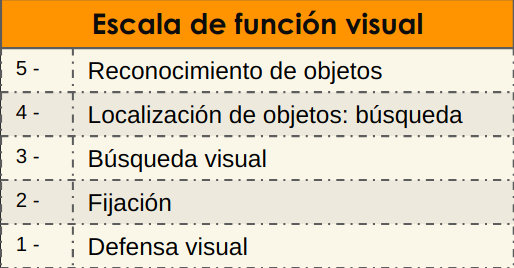 Escala de función visual
5 - Reconocimiento de objetos
4 - Localización de objetos: búsqueda
3 - Búsqueda visual
2 - Fijación
1 - Defensa visual